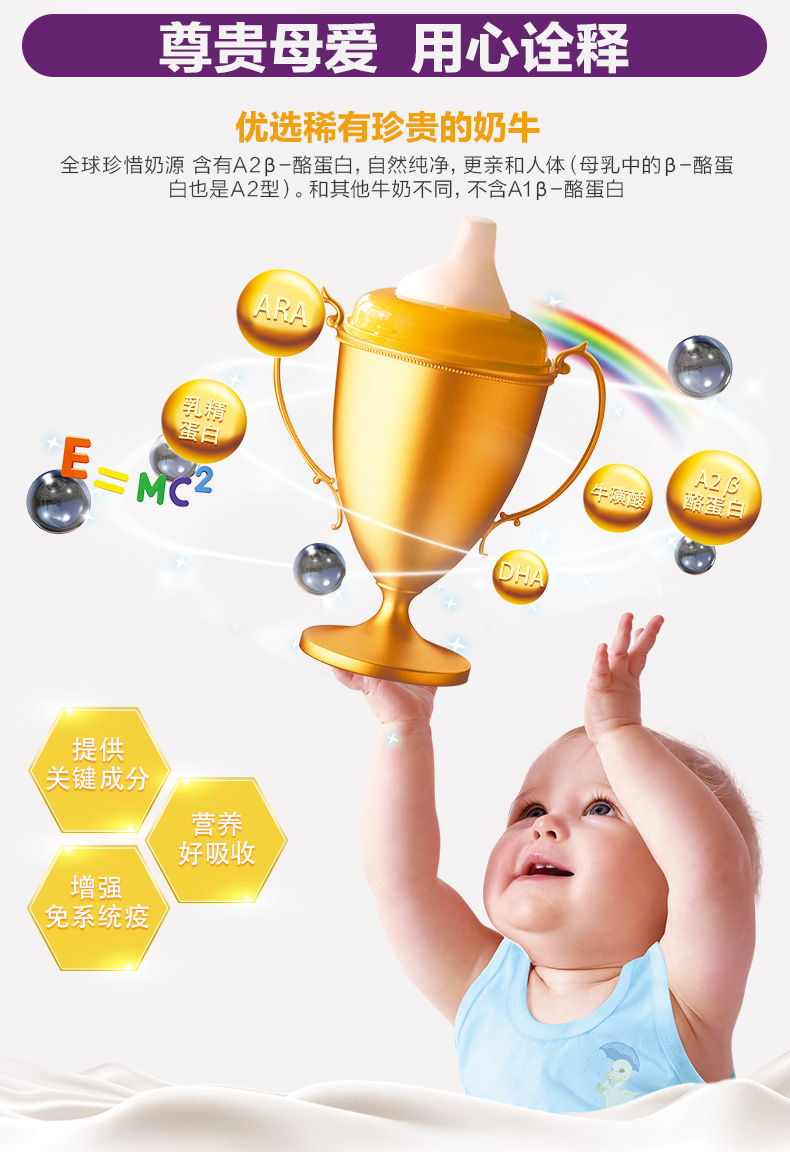 尊贵母爱 用心诠释
优选稀有珍贵的奶牛
全球珍惜奶源 含有A2β-酪蛋白，自然纯净，更亲和人体（母乳中的β-酪蛋
白也是A2型）。和其他牛奶不同，不含A1β-酪蛋白
ARA
乳精
蛋白
E=MC²
牛磺酸
A2β
酪蛋白
DHA
提供
关键成分
营养
好吸收
增强
免系统疫